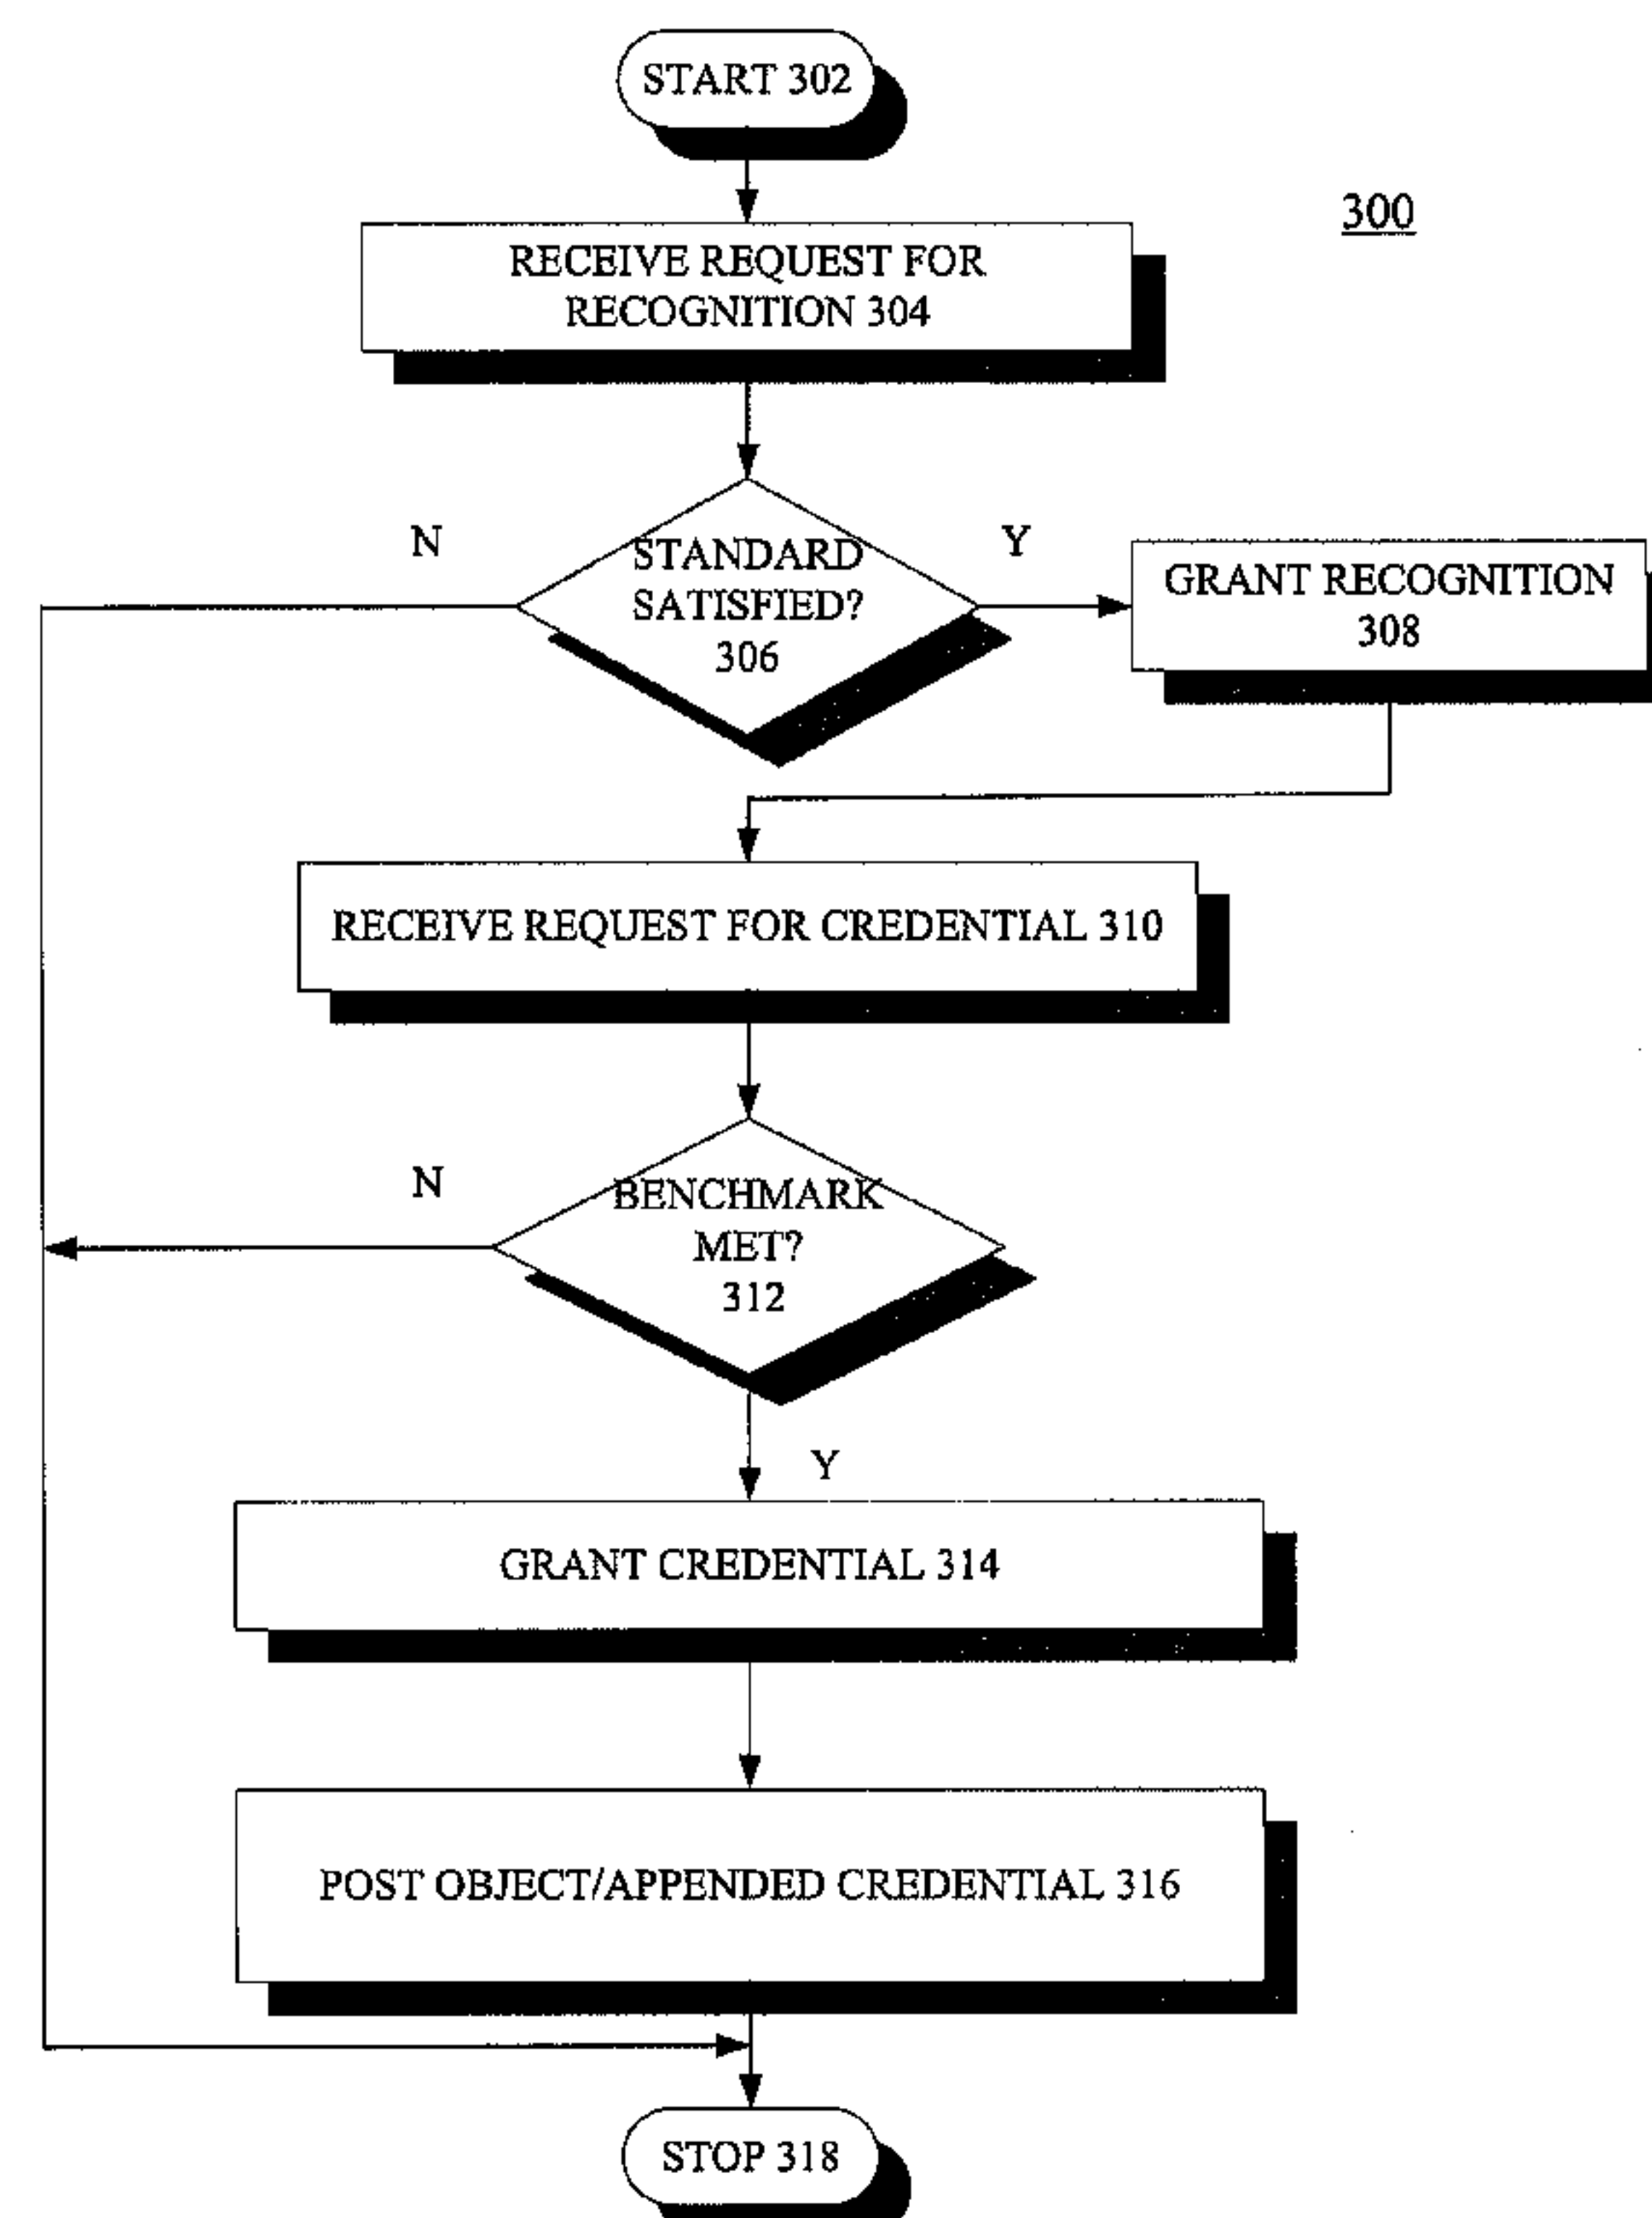 START 302
300
RECEIVE REQUEST FOR
RECOGNITION 304
N
STANDARD
SATISFIED?
306
Y
GRANT RECOGNITION
308
RECEIVE REQUEST FOR CREDENTIAL 310
N
BENCHMARK
MET?
312
Y
GRANT CREDENTIAL 314
POST OBJECT/APPENDED CREDENTIAL 316
STOP 318